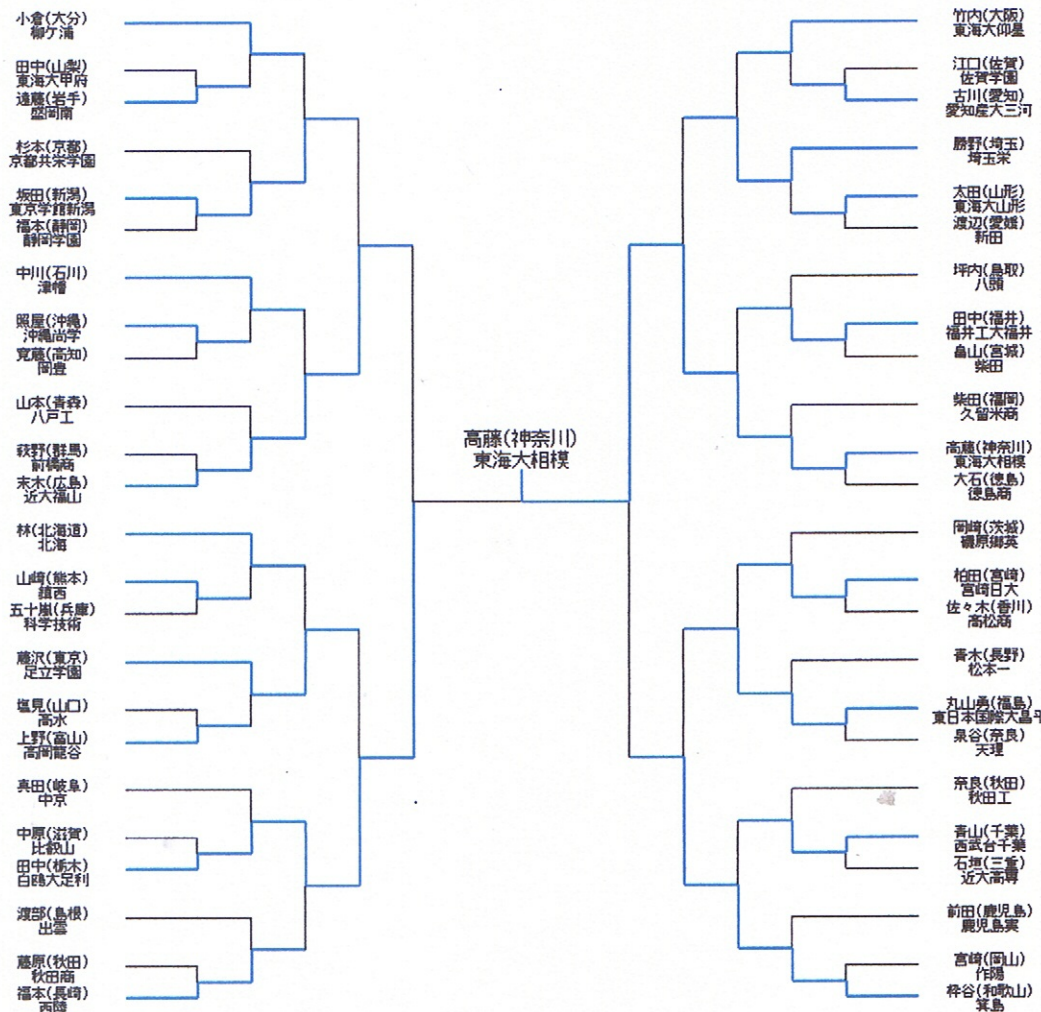 小倉(大分)
柳ケ浦
田中(山梨)
東海大甲府
遠藤(岩手)
盛岡南
杉本(京都)
京都共栄学園
坂田(新潟)
東京学館新潟
福本(静岡)
静岡学園
中川(石川)
津幡
照屋(沖縄)
沖縄尚学
寛藤(高知)
岡豊
山本(青森)
八戸工
萩野(群馬)
前橋商
末木(広島)
近大福山
林(北海道)
北海
山崎(熊本)
鎮西
五十嵐(兵庫)
科学技術
藤沢(東京)
足立学園
塩見(山口)
高水
上野(富山)
高岡龍谷
真田(岐阜)
中京
中原(滋賀)
比叡山
田中(栃木)
白鴎大足利
渡部(島根)
出雲
藤原(秋田)
秋田商
福本(長崎)
西陵
高藤(神奈川)
東海大相模
竹内(大阪)
東海大仰星
江口(佐賀)
佐賀学園
古川(愛知)
愛知産大三河
勝野(埼玉)
埼玉栄
太田(山形)
東海大山形
渡辺(愛媛)
新田
坪内(鳥取)
八頭
田中(福井)
福井工大福井
畠山(宮城)
柴田
柴田(福岡)
久留米商
高藤(神奈川)
東海大相模
大石(徳島)
徳島商
岡崎(茨城)
磯原郷英
柏田(宮崎)
宮崎日大
佐々木(香川)
高松商
青木(長野)
松本一
丸山勇(福島)
東日本国際大昌平
泉谷(奈良)
天理
奈良(秋田)
秋田工
青山(千葉)
西武台千葉
石垣(三重)
近大高専
前田(鹿児島)
鹿児島実
宮崎(岡山)
作陽
枠谷(和歌山)
箕島